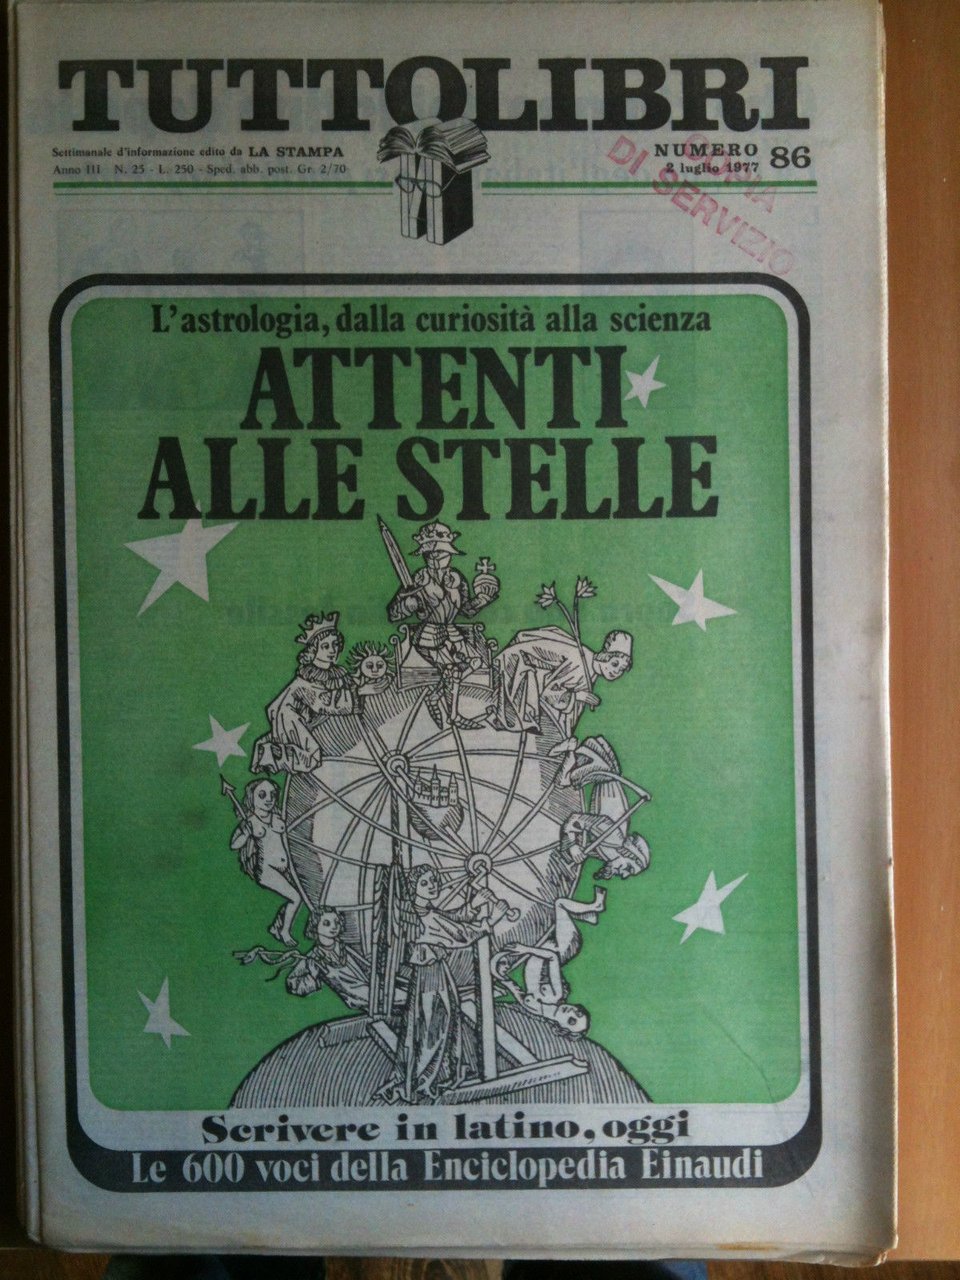 TUTTOLIBRI
Settimanale d'informazione edito da LA STAMPA
Anno III N. 25 - L. 250 - Sped. abb. post. Gr. 2/70
NUMERO 86
2 luglio 1977
COPIA
DI SERVIZIO
L'astrologia, dalla curiosità alla scienza
ATTENTI
ALLE STELLE
Scrivere in latino, oggi
Le 600 voci della Enciclopedia Einaudi